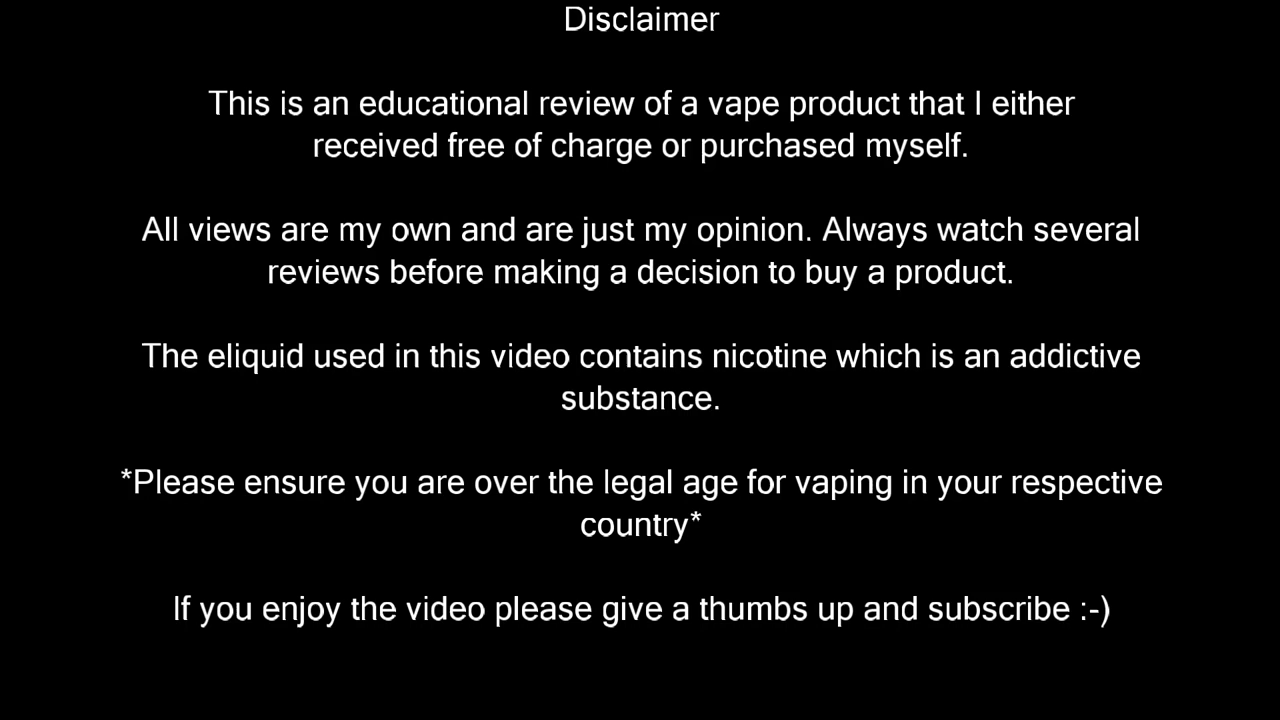 Disclaimer
This is an educational review of a vape product that I either
received free of charge or purchased myself.
All views are my own and are just my opinion. Always watch several
reviews before making a decision to buy a product.
The eliquid used in this video contains nicotine which is an addictive
substance.
*Please ensure you are over the legal age for vaping in your respective
country*
If you enjoy the video please give a thumbs up and subscribe :-)